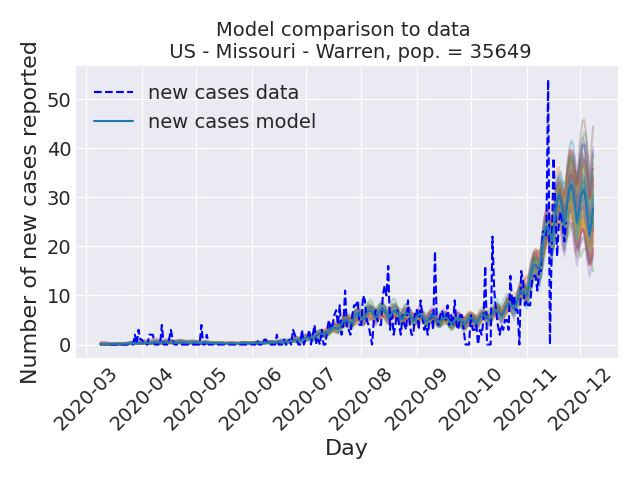 Model comparison to data
US - Missouri - Warren, pop. = 35649
Number of new cases reported
50
40
30
20
10
0
new cases data
new cases model
2020-03
2020-04
2020-05
2020-06
2020-07
2020-08
2020-09
2020-10
2020-11
2020-12
Day